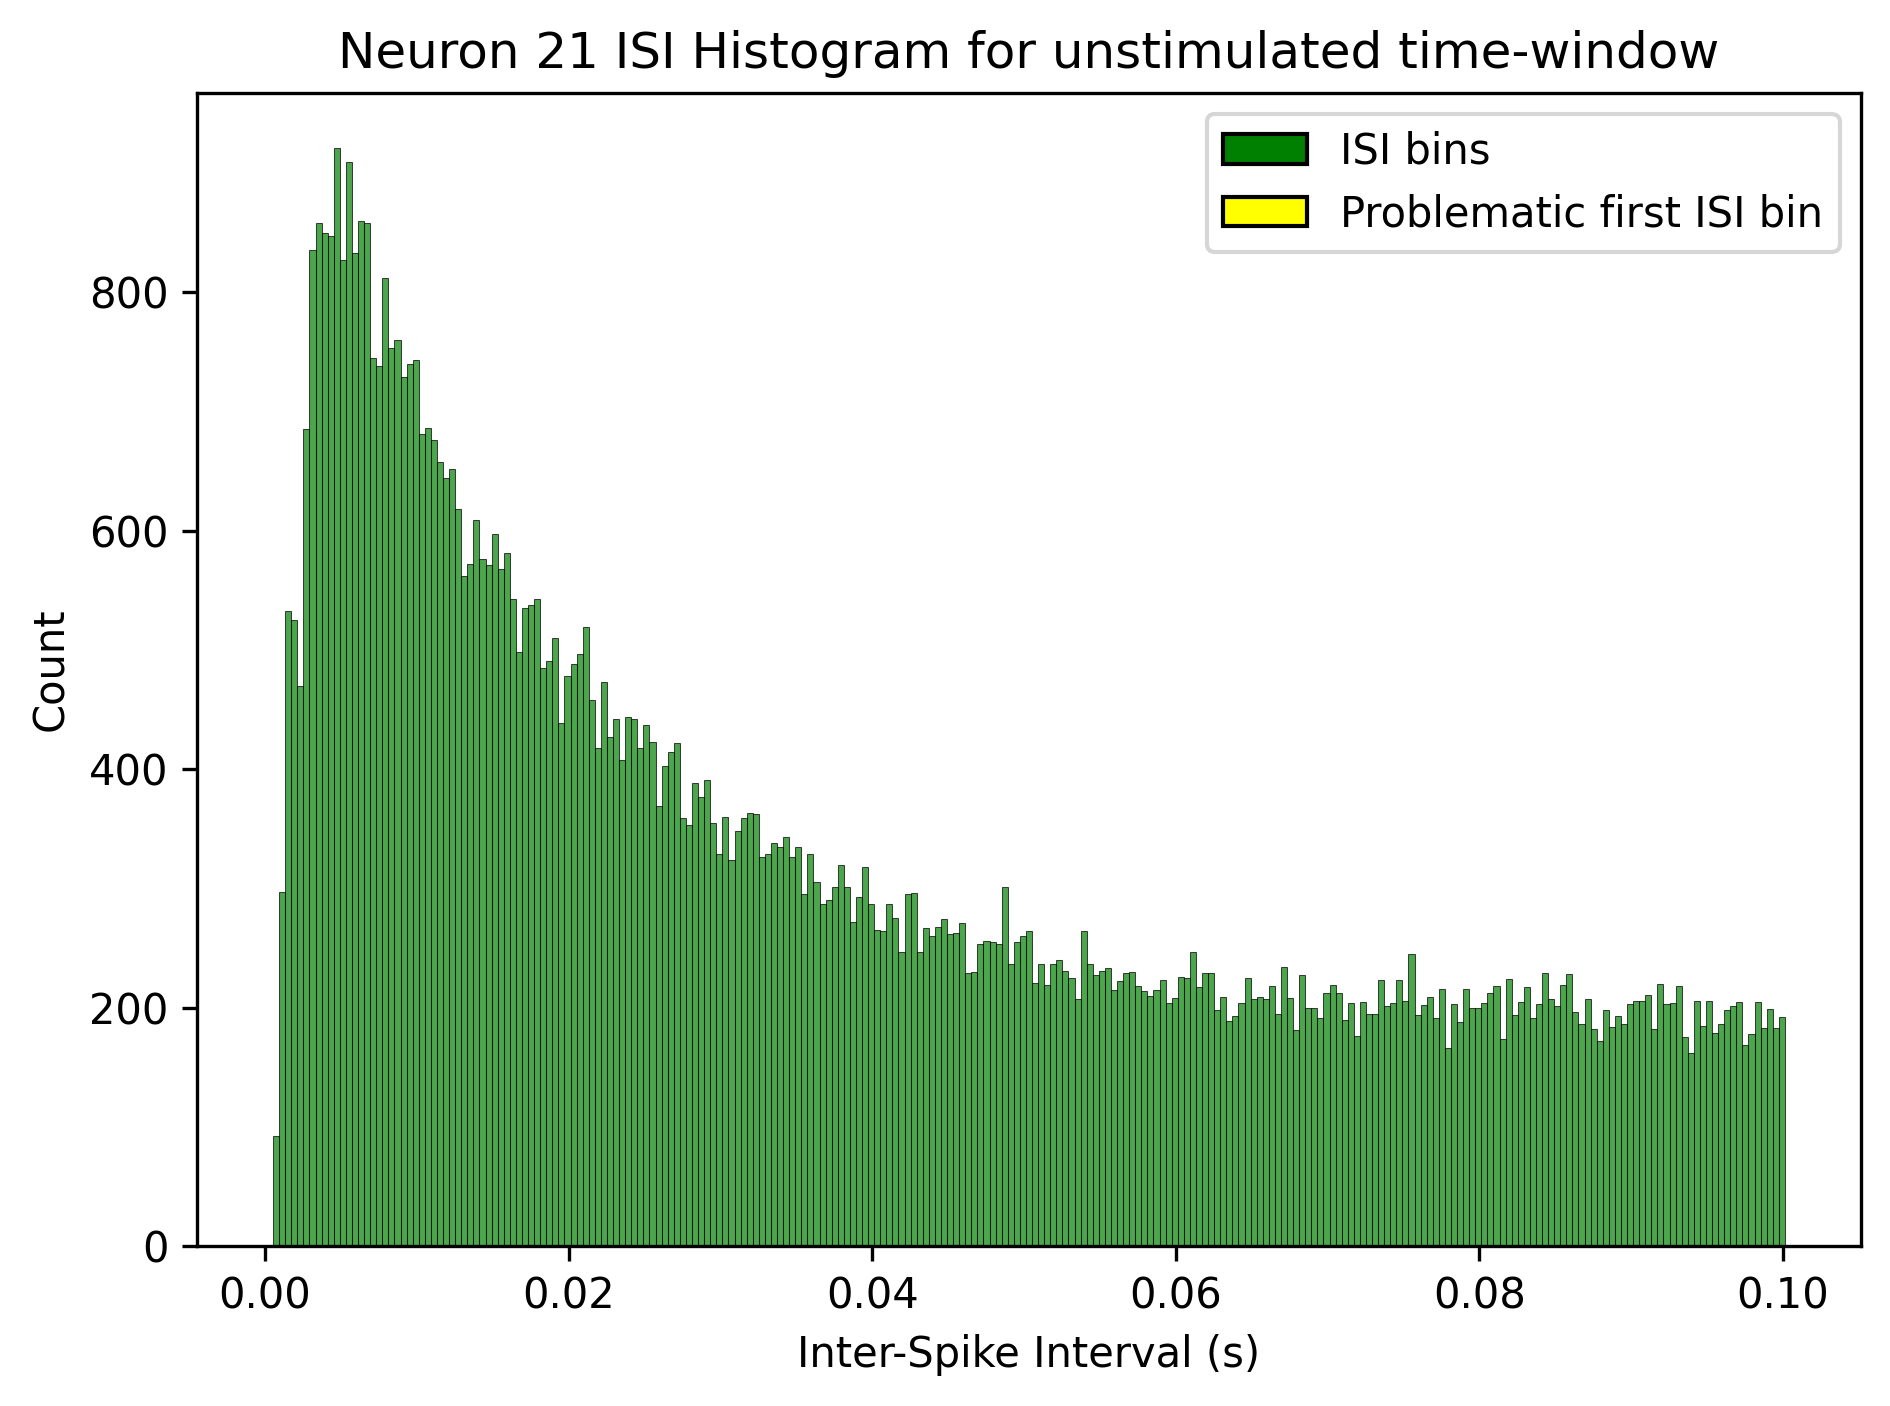 Neuron 21 ISI Histogram for unstimulated time-window
ISI bins
Problematic first ISI bin
800
600
400
200
0
Count
0.00
0.02
0.04
0.06
0.08
0.10
Inter-Spike Interval (s)